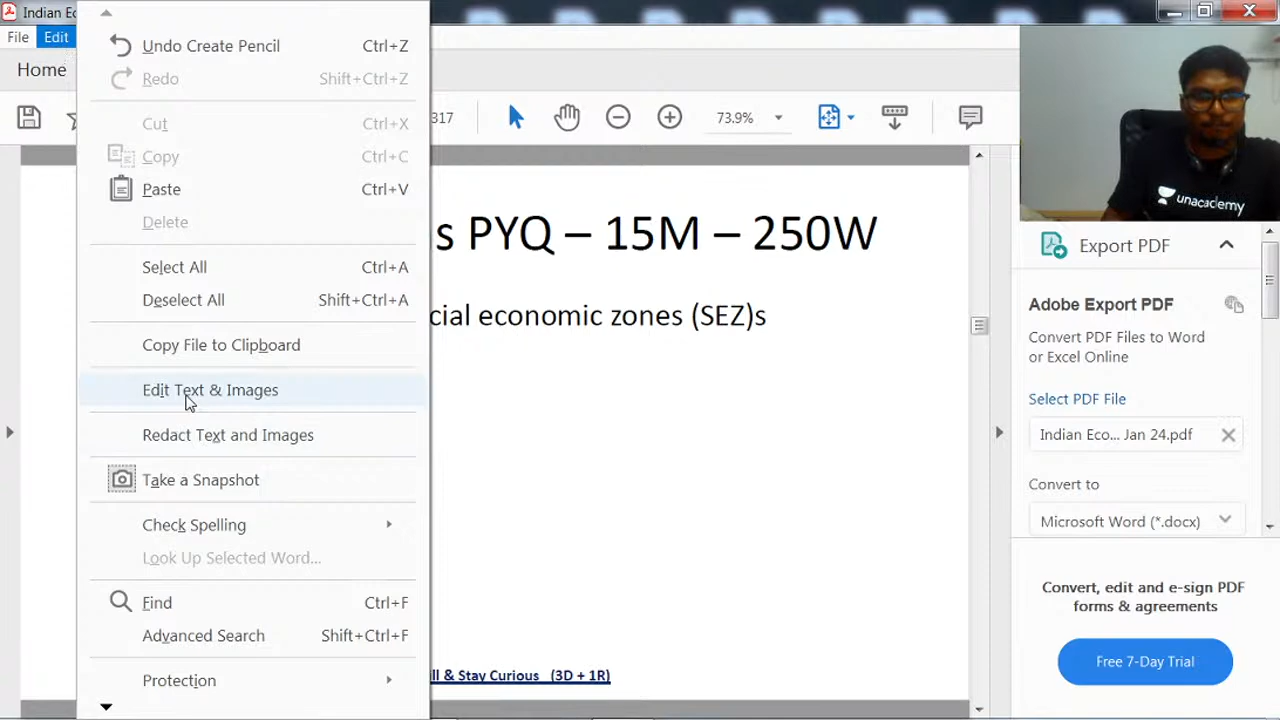 Indian Ec
File Edit
Home
317
73.9%
Undo Create Pencil Ctrl+Z
Redo Shift+Ctrl+Z
Cut Ctrl+X
Copy Ctrl+C
Paste Ctrl+V
Delete
Select All Ctrl+A
Deselect All Shift+Ctrl+A
Copy File to Clipboard
Edit Text & Images
Redact Text and Images
Take a Snapshot
Check Spelling
Look Up Selected Word...
Find Ctrl+F
Advanced Search Shift+Ctrl+F
Protection
s PYQ – 15M – 250W
cial economic zones (SEZ)s
ll & Stay Curious (3D + 1R)
unacademy
Export PDF
Adobe Export PDF
Convert PDF Files to Word
or Excel Online
Select PDF File
Indian Eco... Jan 24.pdf
Convert to
Microsoft Word (*.docx)
Convert, edit and e-sign PDF
forms & agreements
Free 7-Day Trial